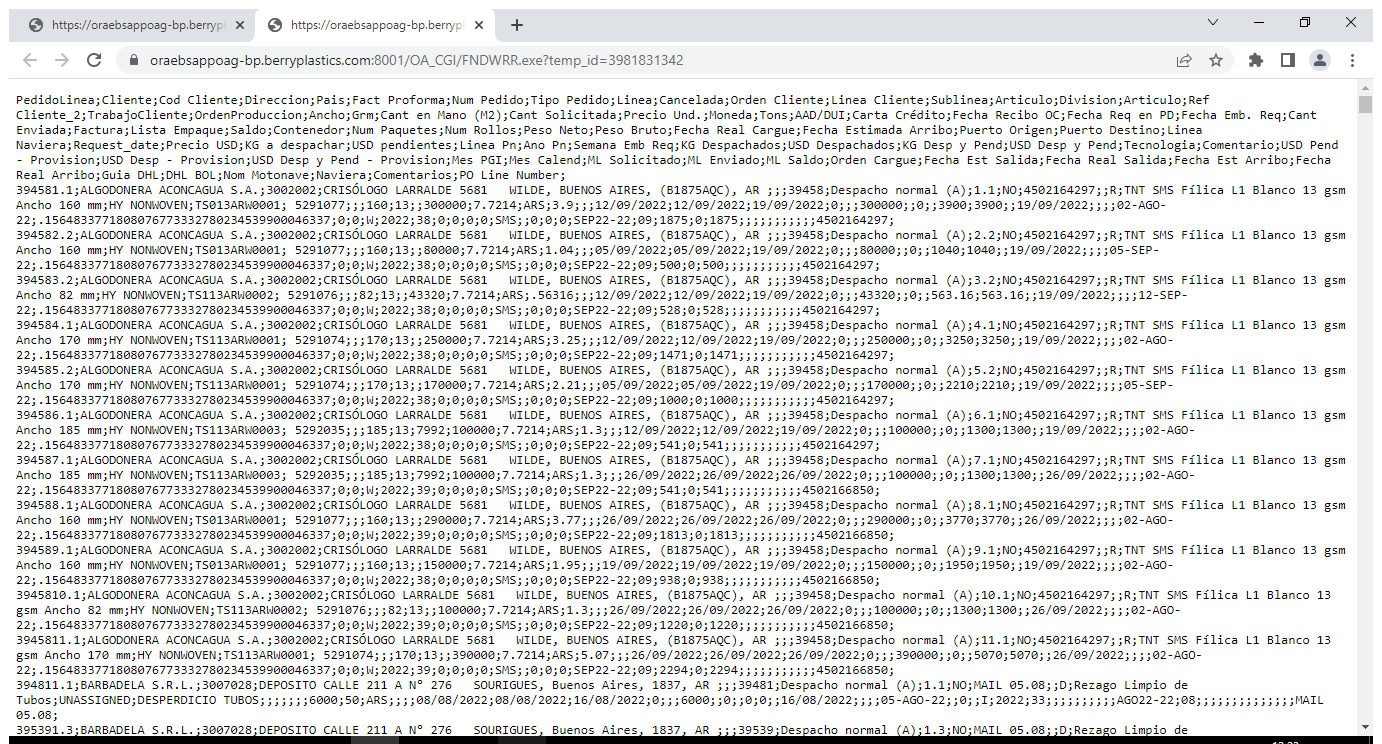 https://oraebsappoag-bp.berrypl
https://oraebsappoag-bp.berrypl
oraebsappoag-bp.berryplastics.com:8001/OA_CGI/FNDWRR.exe?temp_id=3981831342
PedidoLinea;Cliente;Cod Cliente;Direccion;Pais;Fact Proforma;Num Pedido;Tipo Pedido;Linea;Cancelada;Orden Cliente;Linea Cliente;Sublinea;Articulo;Division;Articulo;Ref
Cliente_2;TrabajoCliente;OrdenProduccion;Ancho;Grm;Cant en Mano (M2);Cant Solicitada;Precio Und.;Moneda;Tons;AAD/DUI;Carta Crédito;Fecha Recibo OC;Fecha Req en PD;Fecha Emb. Req;Cant
Enviada;Factura;Lista Empaque;Saldo;Contenedor;Num Paquetes;Num Rollos;Peso Neto;Peso Bruto;Fecha Real Cargue;Fecha Estimada Arribo;Puerto Origen;Puerto Destino;Linea
Naviera;Request_date;Precio USD;KG a despachar;USD pendientes;Linea Pn;Ano Pn;Semana Emb Req;KG Despachados;USD Despachados;KG Desp y Pend;USD Desp y Pend;Tecnologia;Comentario;USD Pend
- Provision;USD Desp - Provision;USD Desp y Pend - Provision;Mes PGI;Mes Calend;ML Solicitado;ML Enviado;ML Saldo;Orden Cargue;Fecha Est Salida;Fecha Real Salida;Fecha Est Arribo;Fecha
Real Arribo;Guia DHL;DHL BOL;Nom Motonave;Naviera;Comentarios;PO Line Number;
394581.1;ALGODONERA ACONCAGUA S.A.;3002002;CRISÓLOGO LARRALDE 5681   WILDE, BUENOS AIRES, (B1875AQC), AR ;;;39458;Despacho normal (A);1.1;NO;4502164297;;R;TNT SMS Fílica L1 Blanco 13 gsm
Ancho 160 mm;HY NONWOVEN;TS013ARW0001; 5291077;;;160;13;;300000;7.7214;ARS;3.9;;;12/09/2022;12/09/2022;19/09/2022;0;;;300000;;0;;3900;3900;;19/09/2022;;;;02-AGO-
22;.1564833771808076773332780234539900046337;0;0;W;2022;38;0;0;0;0;SMS;;0;0;0;SEP22-22;09;1875;0;1875;;;;;;;;;;;4502164297;
394582.2;ALGODONERA ACONCAGUA S.A.;3002002;CRISÓLOGO LARRALDE 5681   WILDE, BUENOS AIRES, (B1875AQC), AR ;;;39458;Despacho normal (A);2.2;NO;4502164297;;R;TNT SMS Fílica L1 Blanco 13 gsm
Ancho 160 mm;HY NONWOVEN;TS013ARW0001; 5291077;;;160;13;;80000;7.7214;ARS;1.04;;;05/09/2022;05/09/2022;19/09/2022;0;;;80000;;0;;1040;1040;;19/09/2022;;;;05-SEP-
22;.1564833771808076773332780234539900046337;0;0;W;2022;38;0;0;0;0;SMS;;0;0;0;SEP22-22;09;500;0;500;;;;;;;;;;;4502164297;
394583.2;ALGODONERA ACONCAGUA S.A.;3002002;CRISÓLOGO LARRALDE 5681   WILDE, BUENOS AIRES, (B1875AQC), AR ;;;39458;Despacho normal (A);3.2;NO;4502164297;;R;TNT SMS Fílica L1 Blanco 13 gsm
Ancho 82 mm;HY NONWOVEN;TS113ARW0002; 5291076;;;82;13;;43320;7.7214;ARS;.56316;;;12/09/2022;12/09/2022;19/09/2022;0;;;43320;;0;;563.16;563.16;;19/09/2022;;;;12-SEP-
22;.1564833771808076773332780234539900046337;0;0;W;2022;38;0;0;0;0;SMS;;0;0;0;SEP22-22;09;528;0;528;;;;;;;;;;;4502164297;
394584.1;ALGODONERA ACONCAGUA S.A.;3002002;CRISÓLOGO LARRALDE 5681   WILDE, BUENOS AIRES, (B1875AQC), AR ;;;39458;Despacho normal (A);4.1;NO;4502164297;;R;TNT SMS Fílica L1 Blanco 13 gsm
Ancho 170 mm;HY NONWOVEN;TS113ARW0001; 5291074;;;170;13;;250000;7.7214;ARS;3.25;;;12/09/2022;12/09/2022;19/09/2022;0;;;250000;;0;;3250;3250;;19/09/2022;;;;02-AGO-
22;.1564833771808076773332780234539900046337;0;0;W;2022;38;0;0;0;0;SMS;;0;0;0;SEP22-22;09;1471;0;1471;;;;;;;;;;;4502164297;
394585.2;ALGODONERA ACONCAGUA S.A.;3002002;CRISÓLOGO LARRALDE 5681   WILDE, BUENOS AIRES, (B1875AQC), AR ;;;39458;Despacho normal (A);5.2;NO;4502164297;;R;TNT SMS Fílica L1 Blanco 13 gsm
Ancho 170 mm;HY NONWOVEN;TS113ARW0001; 5291074;;;170;13;;170000;7.7214;ARS;2.21;;;05/09/2022;05/09/2022;19/09/2022;0;;;170000;;0;;2210;2210;;19/09/2022;;;;05-SEP-
22;.1564833771808076773332780234539900046337;0;0;W;2022;38;0;0;0;0;SMS;;0;0;0;SEP22-22;09;1000;0;1000;;;;;;;;;;;4502164297;
394586.1;ALGODONERA ACONCAGUA S.A.;3002002;CRISÓLOGO LARRALDE 5681   WILDE, BUENOS AIRES, (B1875AQC), AR ;;;39458;Despacho normal (A);6.1;NO;4502164297;;R;TNT SMS Fílica L1 Blanco 13 gsm
Ancho 185 mm;HY NONWOVEN;TS113ARW0003; 5292035;;;185;13;7992;100000;7.7214;ARS;1.3;;;12/09/2022;12/09/2022;19/09/2022;0;;;100000;;0;;1300;1300;;19/09/2022;;;;02-AGO-
22;.1564833771808076773332780234539900046337;0;0;W;2022;38;0;0;0;0;SMS;;0;0;0;SEP22-22;09;541;0;541;;;;;;;;;;;4502164297;
394587.1;ALGODONERA ACONCAGUA S.A.;3002002;CRISÓLOGO LARRALDE 5681   WILDE, BUENOS AIRES, (B1875AQC), AR ;;;39458;Despacho normal (A);7.1;NO;4502164297;;R;TNT SMS Fílica L1 Blanco 13 gsm
Ancho 185 mm;HY NONWOVEN;TS113ARW0003; 5292035;;;185;13;7992;100000;7.7214;ARS;1.3;;;26/09/2022;26/09/2022;26/09/2022;0;;;100000;;0;;1300;1300;;26/09/2022;;;;02-AGO-
22;.1564833771808076773332780234539900046337;0;0;W;2022;39;0;0;0;0;SMS;;0;0;0;SEP22-22;09;541;0;541;;;;;;;;;;;4502166850;
394588.1;ALGODONERA ACONCAGUA S.A.;3002002;CRISÓLOGO LARRALDE 5681   WILDE, BUENOS AIRES, (B1875AQC), AR ;;;39458;Despacho normal (A);8.1;NO;4502164297;;R;TNT SMS Fílica L1 Blanco 13 gsm
Ancho 160 mm;HY NONWOVEN;TS013ARW0001; 5291077;;;160;13;;290000;7.7214;ARS;3.77;;;26/09/2022;26/09/2022;26/09/2022;0;;;290000;;0;;3770;3770;;26/09/2022;;;;02-AGO-
22;.1564833771808076773332780234539900046337;0;0;W;2022;39;0;0;0;0;SMS;;0;0;0;SEP22-22;09;1813;0;1813;;;;;;;;;;;4502166850;
394589.1;ALGODONERA ACONCAGUA S.A.;3002002;CRISÓLOGO LARRALDE 5681   WILDE, BUENOS AIRES, (B1875AQC), AR ;;;39458;Despacho normal (A);9.1;NO;4502164297;;R;TNT SMS Fílica L1 Blanco 13 gsm
Ancho 160 mm;HY NONWOVEN;TS013ARW0001; 5291077;;;160;13;;150000;7.7214;ARS;1.95;;;19/09/2022;19/09/2022;19/09/2022;0;;;150000;;0;;1950;1950;;19/09/2022;;;;02-AGO-
22;.1564833771808076773332780234539900046337;0;0;W;2022;38;0;0;0;0;SMS;;0;0;0;SEP22-22;09;938;0;938;;;;;;;;;;;4502166850;
3945810.1;ALGODONERA ACONCAGUA S.A.;3002002;CRISÓLOGO LARRALDE 5681   WILDE, BUENOS AIRES, (B1875AQC), AR ;;;39458;Despacho normal (A);10.1;NO;4502164297;;R;TNT SMS Fílica L1 Blanco 13
gsm Ancho 82 mm;HY NONWOVEN;TS113ARW0002; 5291076;;;82;13;;100000;7.7214;ARS;1.3;;;26/09/2022;26/09/2022;26/09/2022;0;;;100000;;0;;1300;1300;;26/09/2022;;;;02-AGO-
22;.1564833771808076773332780234539900046337;0;0;W;2022;39;0;0;0;0;SMS;;0;0;0;SEP22-22;09;1220;0;1220;;;;;;;;;;;4502166850;
3945811.1;ALGODONERA ACONCAGUA S.A.;3002002;CRISÓLOGO LARRALDE 5681   WILDE, BUENOS AIRES, (B1875AQC), AR ;;;39458;Despacho normal (A);11.1;NO;4502164297;;R;TNT SMS Fílica L1 Blanco 13
gsm Ancho 170 mm;HY NONWOVEN;TS113ARW0001; 5291074;;;170;13;;390000;7.7214;ARS;5.07;;;26/09/2022;26/09/2022;26/09/2022;0;;;390000;;0;;5070;5070;;26/09/2022;;;;02-AGO-
22;.1564833771808076773332780234539900046337;0;0;W;2022;39;0;0;0;0;SMS;;0;0;0;SEP22-22;09;2294;0;2294;;;;;;;;;;;4502166850;
394811.1;BARBADELA S.R.L.;3007028;DEPOSITO CALLE 211 A Nº 276   SOURIGUES, Buenos Aires, 1837, AR ;;;39481;Despacho normal (A);1.1;NO;MAIL 05.08;;D;Rezago Limpio de
Tubos;UNASSIGNED;DESPERDICIO TUBOS;;;;;;;6000;50;ARS;;;;08/08/2022;08/08/2022;16/08/2022;0;;;6000;;0;;0;0;;16/08/2022;;;;05-AGO-22;;0;;I;2022;33;;;;;;;;;AGO22-22;08;;;;;;;;;;;;;;MAIL
05.08;
395391.3;BARBADELA S.R.L.;3007028;DEPOSITO CALLE 211 A Nº 276   SOURIGUES, Buenos Aires, 1837, AR ;;;39539;Despacho normal (A);1.3;NO;MAIL 05.08;;D;Rezago Limpio de